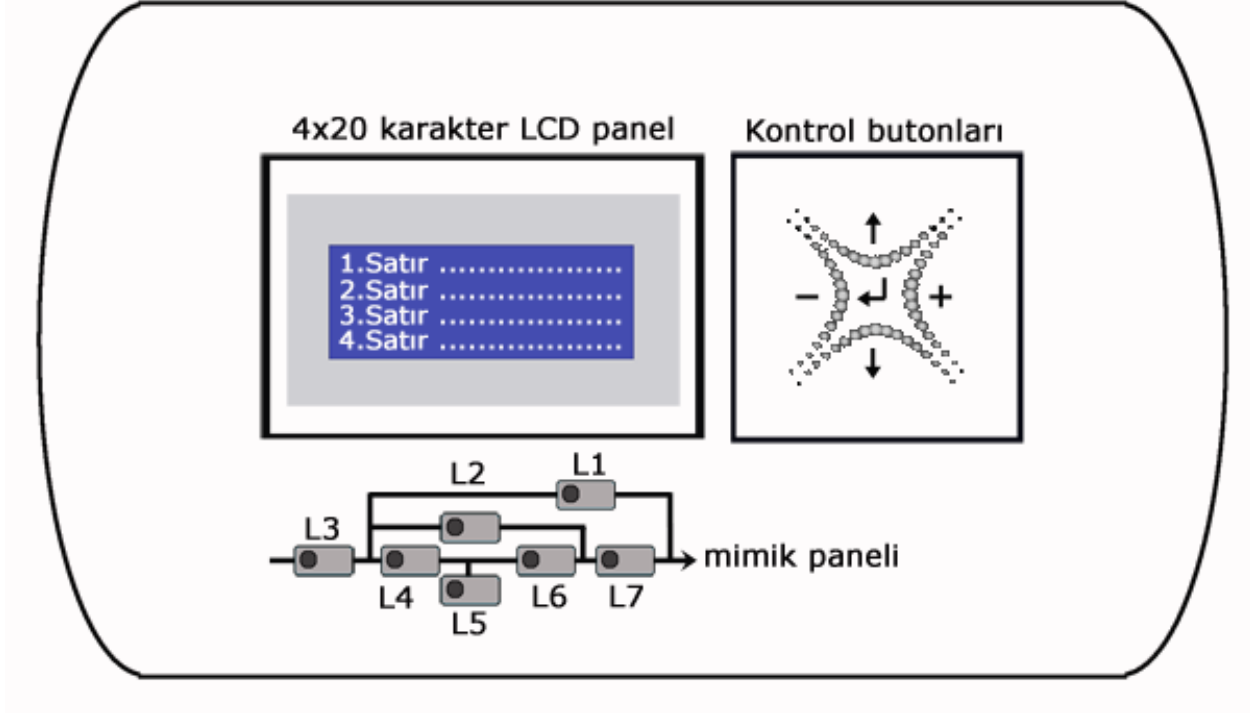 4x20 karakter LCD panel
Kontrol butonları
1.Satır ...................
2.Satır ...................
3.Satır ...................
4.Satır ...................
- +
L1
L2
L3
mimik paneli
L4
L6
L7
L5